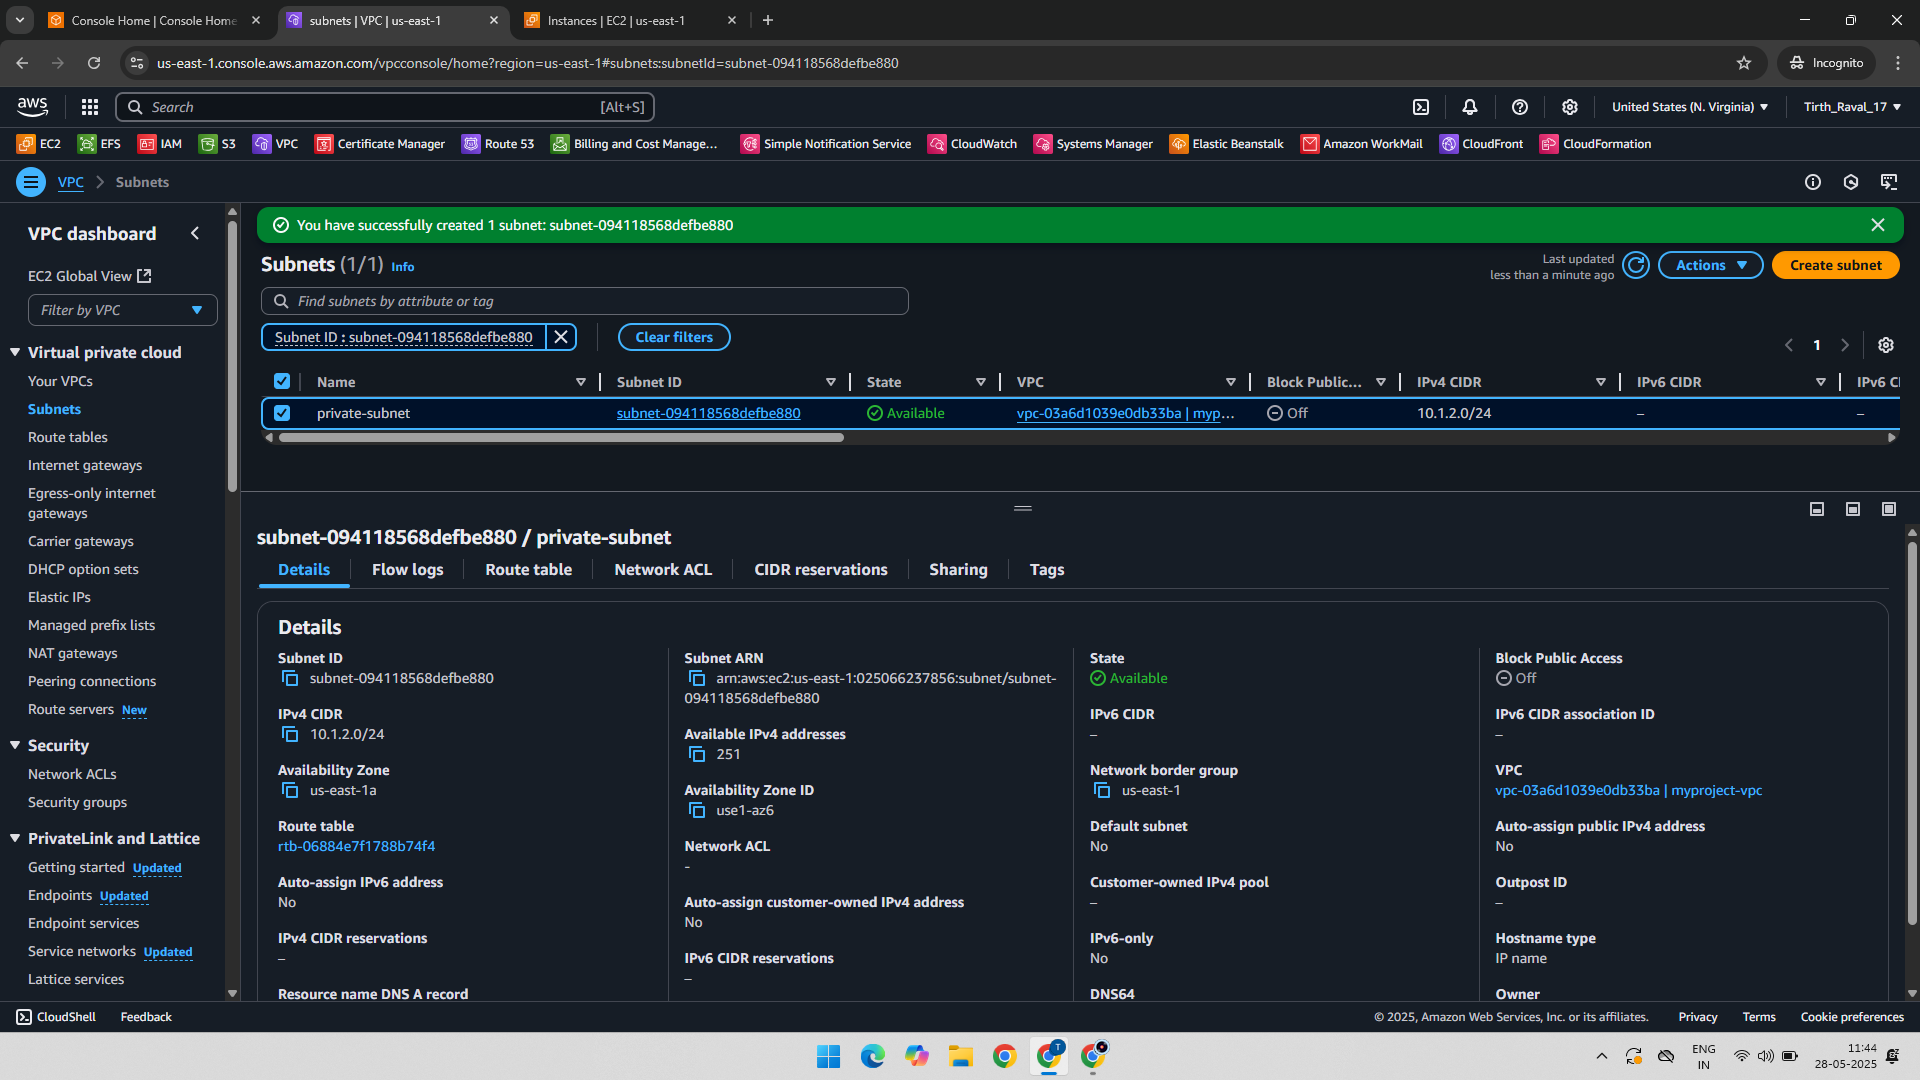 Console Home | Console Home
subnets | VPC | us-east-1
Instances | EC2 | us-east-1
us-east-1.console.aws.amazon.com/vpcconsole/home?region=us-east-1#subnets:subnetId=subnet-094118568defbe880
Incognito
aws
Search
[Alt+S]
United States (N. Virginia)
Tirth_Raval_17
EC2
EFS
IAM
S3
VPC
Certificate Manager
Route 53
Billing and Cost Manage...
Simple Notification Service
CloudWatch
Systems Manager
Elastic Beanstalk
Amazon WorkMail
CloudFront
CloudFormation
VPC
Subnets
VPC dashboard
EC2 Global View
Filter by VPC
Virtual private cloud
Your VPCs
Subnets
Route tables
Internet gateways
Egress-only internet
gateways
Carrier gateways
DHCP option sets
Elastic IPs
Managed prefix lists
NAT gateways
Peering connections
Route servers New
Security
Network ACLs
Security groups
PrivateLink and Lattice
Getting started Updated
Endpoints Updated
Endpoint services
Service networks Updated
Lattice services
You have successfully created 1 subnet: subnet-094118568defbe880
Subnets (1/1) Info
Last updated
less than a minute ago
Actions
Create subnet
Find subnets by attribute or tag
Subnet ID : subnet-094118568defbe880
Clear filters
1
Name
Subnet ID
State
VPC
Block Public...
IPv4 CIDR
IPv6 CIDR
IPv6 CI
private-subnet
subnet-094118568defbe880
Available
vpc-03a6d1039e0db33ba | myp...
Off
10.1.2.0/24
–
–
subnet-094118568defbe880 / private-subnet
Details
Flow logs
Route table
Network ACL
CIDR reservations
Sharing
Tags
Details
Subnet ID
subnet-094118568defbe880
IPv4 CIDR
10.1.2.0/24
Availability Zone
us-east-1a
Route table
rtb-06884e7f1788b74f4
Auto-assign IPv6 address
No
IPv4 CIDR reservations
–
Resource name DNS A record
Subnet ARN
arn:aws:ec2:us-east-1:025066237856:subnet/subnet-
094118568defbe880
Available IPv4 addresses
251
Availability Zone ID
use1-az6
Network ACL
-
Auto-assign customer-owned IPv4 address
No
IPv6 CIDR reservations
–
State
Available
IPv6 CIDR
–
Network border group
us-east-1
Default subnet
No
Customer-owned IPv4 pool
–
IPv6-only
No
DNS64
Block Public Access
Off
IPv6 CIDR association ID
–
VPC
vpc-03a6d1039e0db33ba | myproject-vpc
Auto-assign public IPv4 address
No
Outpost ID
–
Hostname type
IP name
Owner
CloudShell
Feedback
© 2025, Amazon Web Services, Inc. or its affiliates.
Privacy
Terms
Cookie preferences
T
ENG
IN
11:44
28-05-2025